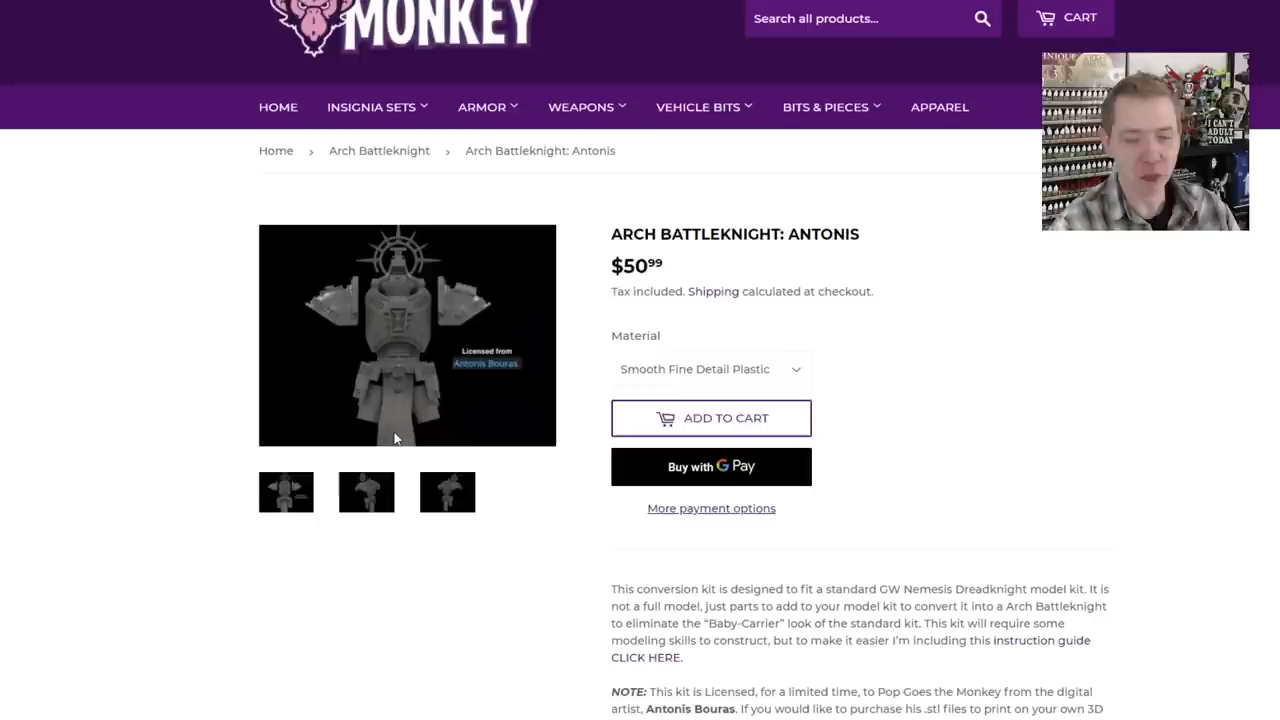 MONKEY
Search all products...
CART
HOME
INSIGNIA SETS
ARMOR
WEAPONS
VEHICLE BITS
BITS & PIECES
APPAREL
Home › Arch Battleknight › Arch Battleknight: Antonis
I CAN'T
ADULT
TODAY
Licensed from
Antonis Bouras
ARCH BATTLEKNIGHT: ANTONIS
$50⁹⁹
Tax included. Shipping calculated at checkout.
Material
Smooth Fine Detail Plastic
ADD TO CART
Buy with G Pay
More payment options
This conversion kit is designed to fit a standard GW Nemesis Dreadknight model kit. It is
not a full model, just parts to add to your model kit to convert it into a Arch Battleknight
to eliminate the “Baby-Carrier” look of the standard kit. This kit will require some
modeling skills to construct, but to make it easier I’m including this instruction guide
CLICK HERE.
NOTE: This kit is Licensed, for a limited time, to Pop Goes the Monkey from the digital
artist, Antonis Bouras. If you would like to purchase his .stl files to print on your own 3D